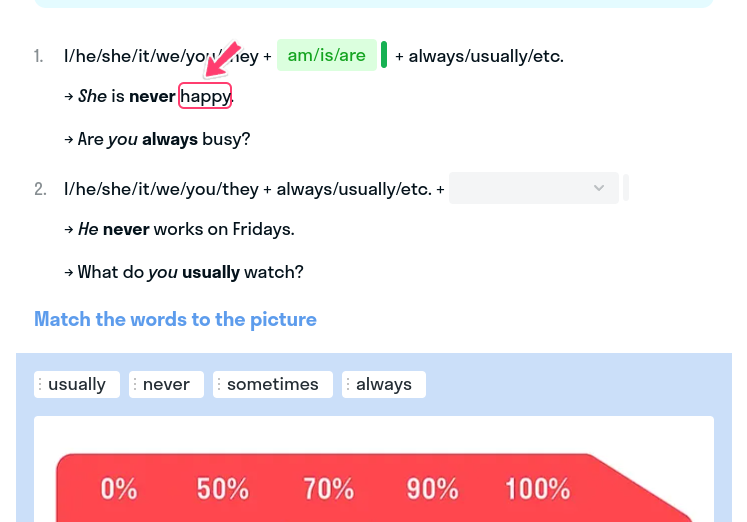 1. I/he/she/it/we/you/they + am/is/are + always/usually/etc.
→ She is never happy.
→ Are you always busy?
2. I/he/she/it/we/you/they + always/usually/etc. +
→ He never works on Fridays.
→ What do you usually watch?
Match the words to the picture
usually never sometimes always
0% 50% 70% 90% 100%